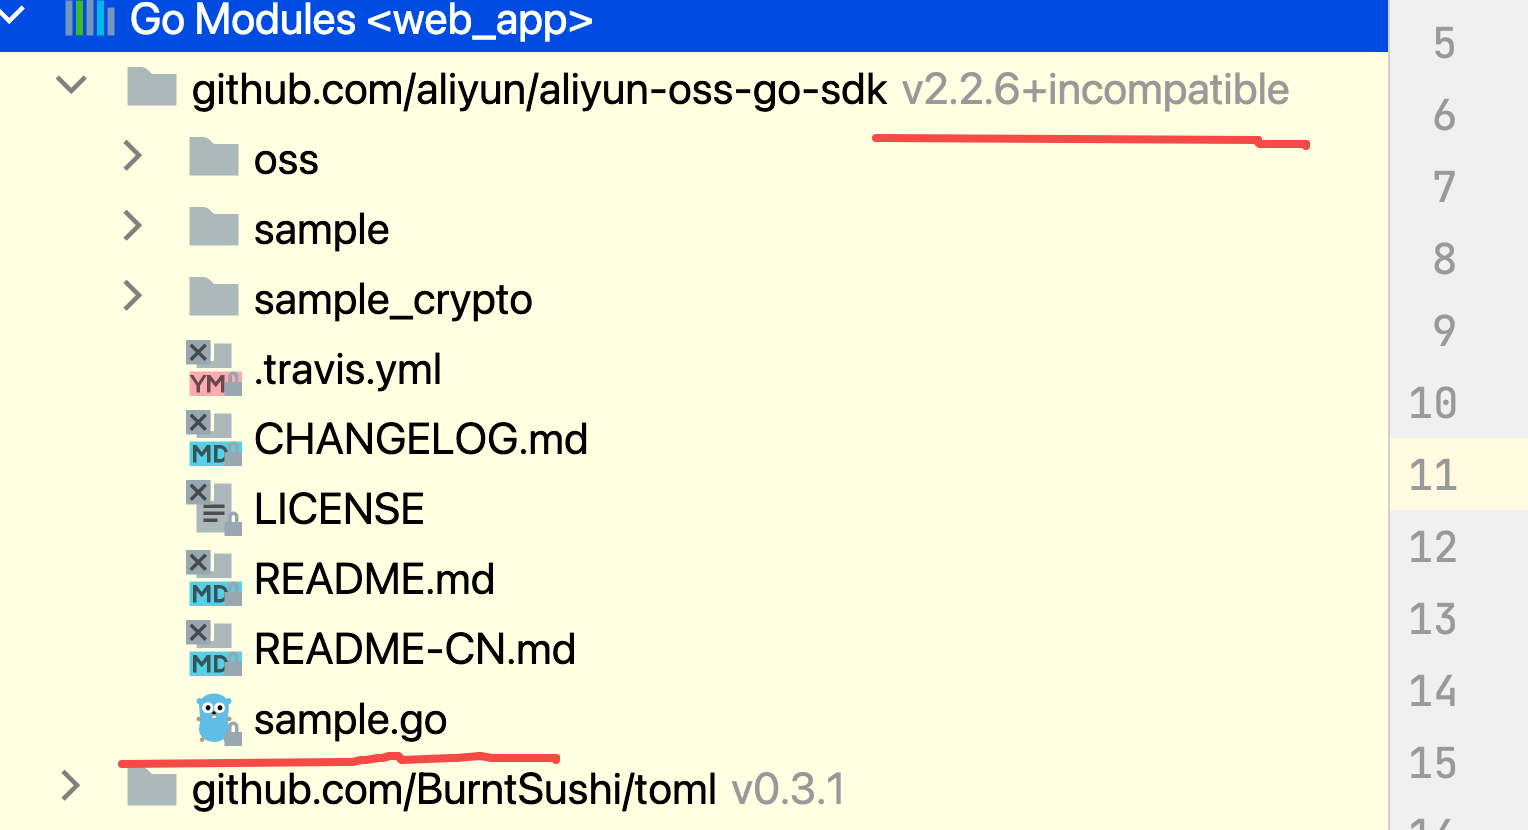 Go Modules <web_app>
github.com/aliyun/aliyun-oss-go-sdk v2.2.6+incompatible
oss
sample
sample_crypto
YM .travis.yml
MD CHANGELOG.md
LICENSE
MD README.md
MD README-CN.md
sample.go
github.com/BurntSushi/toml v0.3.1
5
6
7
8
9
10
11
12
13
14
15